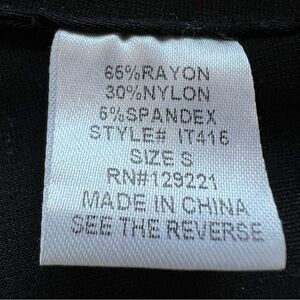 65%RAYON
30%NYLON
5%SPANDEX
STYLE# IT416
SIZE S
RN#129221
MADE IN CHINA
SEE THE REVERSE